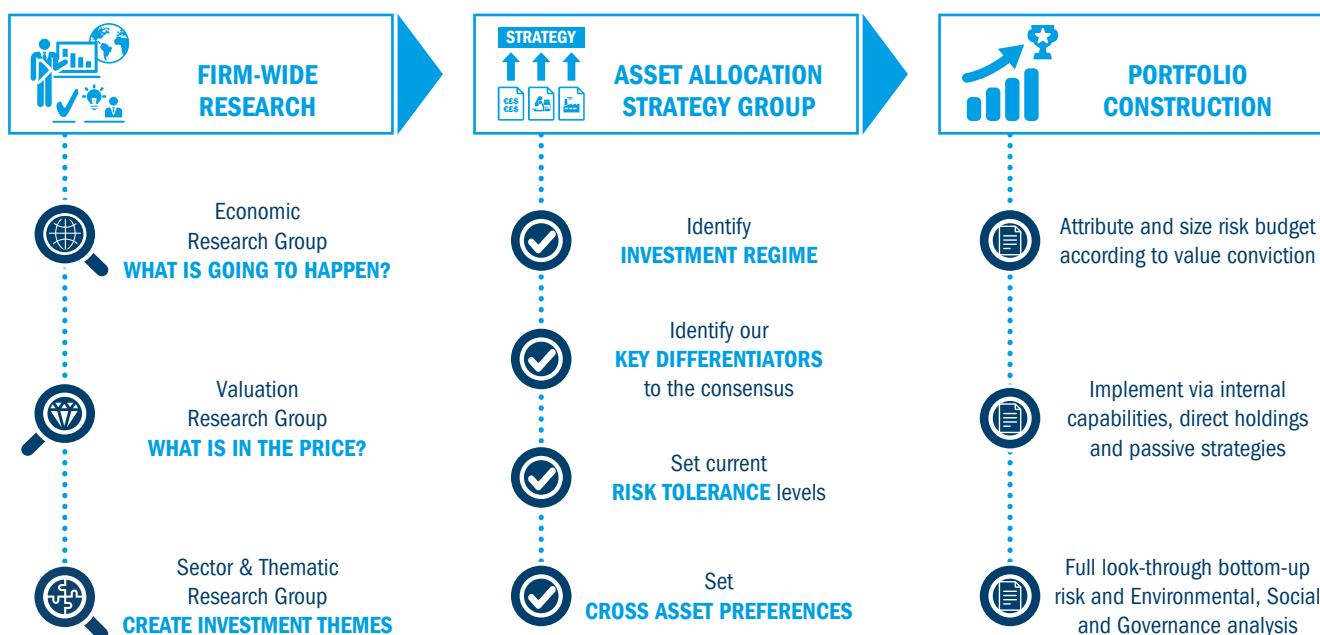 FIRM-WIDE
RESEARCH
Economic
Research Group
WHAT IS GOING TO HAPPEN?
Valuation
Research Group
WHAT IS IN THE PRICE?
Sector & Thematic
Research Group
CREATE INVESTMENT THEMES
STRATEGY
€£$
€£$
ASSET ALLOCATION
STRATEGY GROUP
Identify
INVESTMENT REGIME
Identify our
KEY DIFFERENTIATORS
to the consensus
Set current
RISK TOLERANCE levels
Set
CROSS ASSET PREFERENCES
PORTFOLIO
CONSTRUCTION
Attribute and size risk budget
according to value conviction
Implement via internal
capabilities, direct holdings
and passive strategies
Full look-through bottom-up
risk and Environmental, Social
and Governance analysis